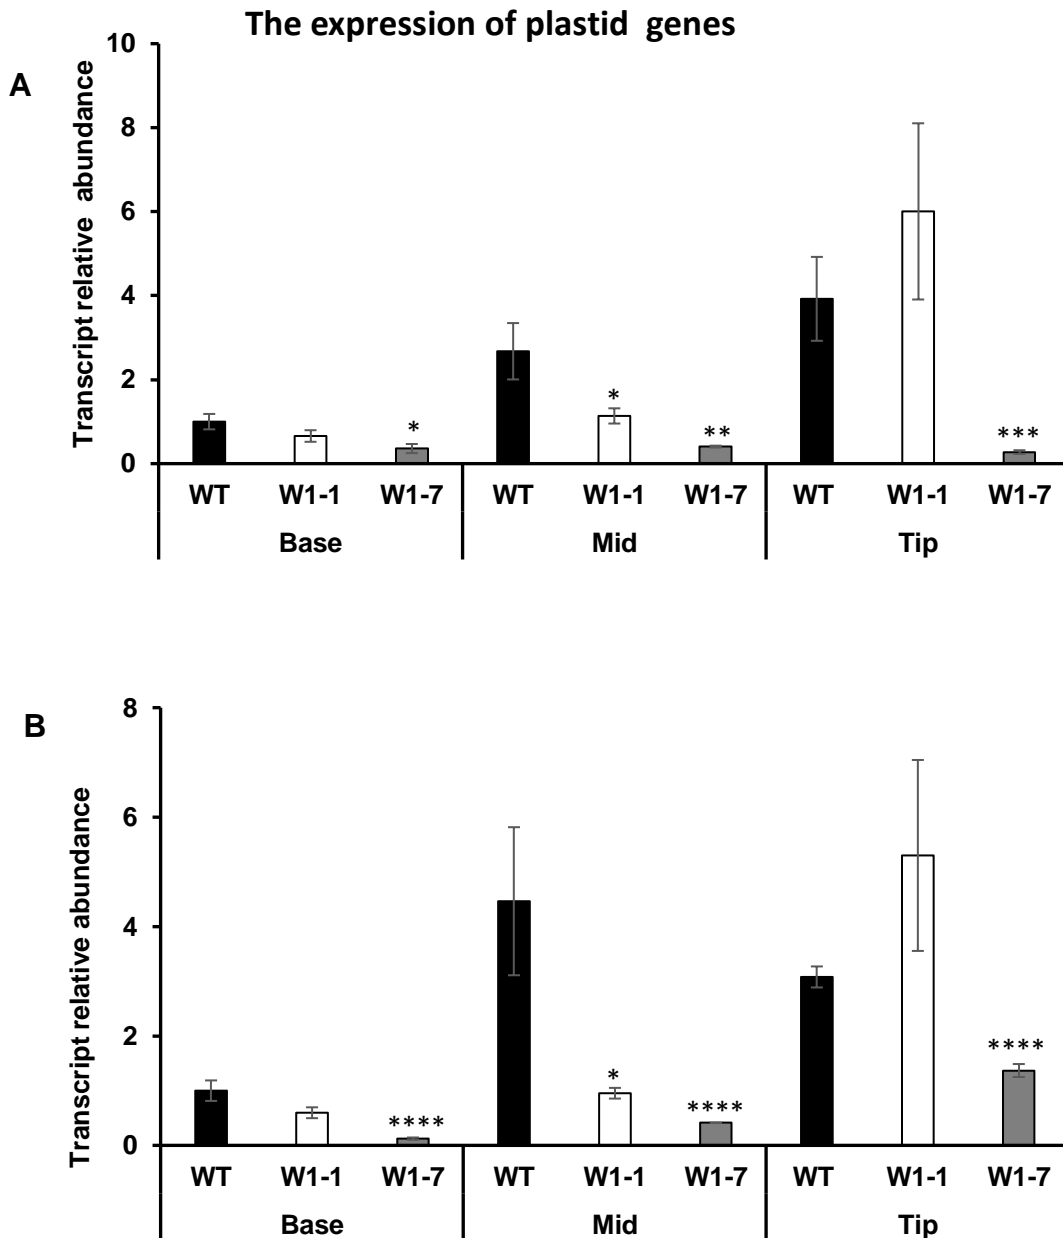 The expression of plastid genes
A
Transcript relative abundance
10
8
6
4
2
0
*
*
**
***
WT W1-1 W1-7 WT W1-1 W1-7 WT W1-1 W1-7
Base Mid Tip
B
Transcript relative abundance
8
6
4
2
0
****
*
****
****
WT W1-1 W1-7 WT W1-1 W1-7 WT W1-1 W1-7
Base Mid Tip